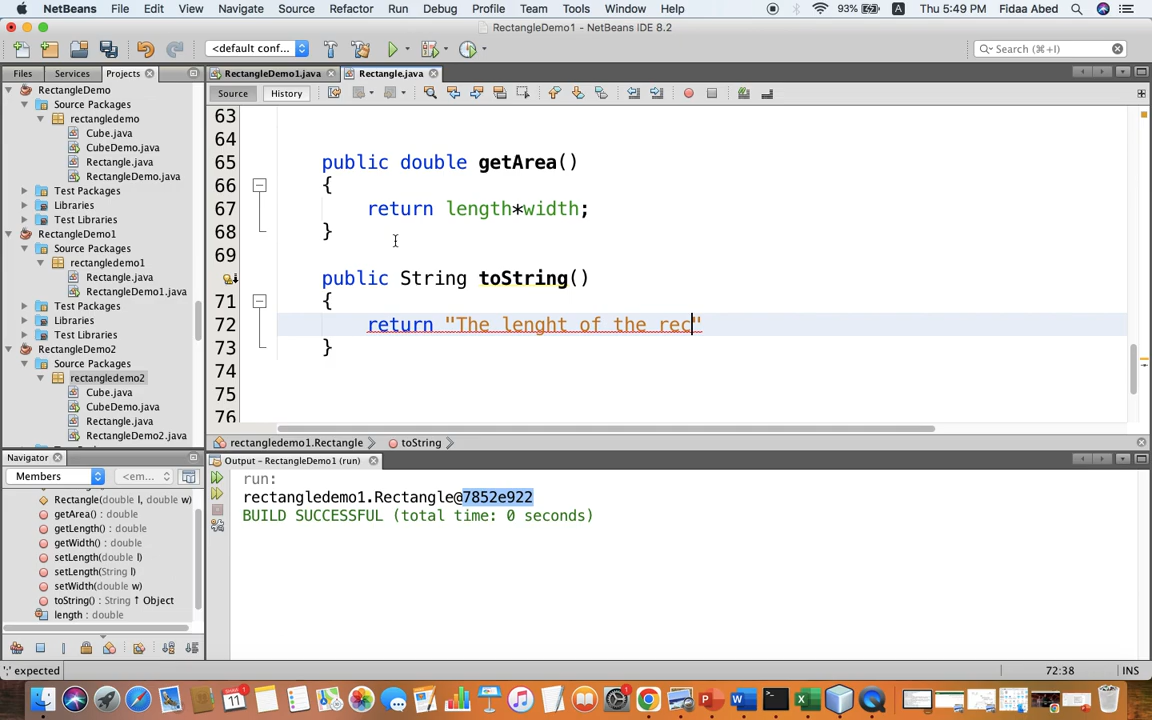 NetBeans File Edit View Navigate Source Refactor Run Debug Profile Team Tools Window Help 93% A Thu 5:49 PM Fidaa Abed
RectangleDemo1 - NetBeans IDE 8.2
<default conf... Search (⌘+I)
Files Services Projects
RectangleDemo1.java Rectangle.java
Source History
RectangleDemo
Source Packages
rectangledemo
Cube.java
CubeDemo.java
Rectangle.java
RectangleDemo.java
Test Packages
Libraries
Test Libraries
RectangleDemo1
Source Packages
rectangledemo1
Rectangle.java
RectangleDemo1.java
Test Packages
Libraries
Test Libraries
RectangleDemo2
Source Packages
rectangledemo2
Cube.java
CubeDemo.java
Rectangle.java
RectangleDemo2.java
63
64
65 public double getArea()
66 {
67 return length*width;
68 }
69
public String toString()
71 {
72 return "The lenght of the rec"
73 }
74
75
76
rectangledemo1.Rectangle toString
Navigator
Members <em...
Rectangle(double l, double w)
getArea() : double
getLength() : double
getWidth() : double
setLength(double l)
setLength(String l)
setWidth(double w)
toString() : String ↑ Object
length : double
Output - RectangleDemo1 (run)
run:
rectangledemo1.Rectangle@7852e922
BUILD SUCCESSFUL (total time: 0 seconds)
';' expected 72:38 INS